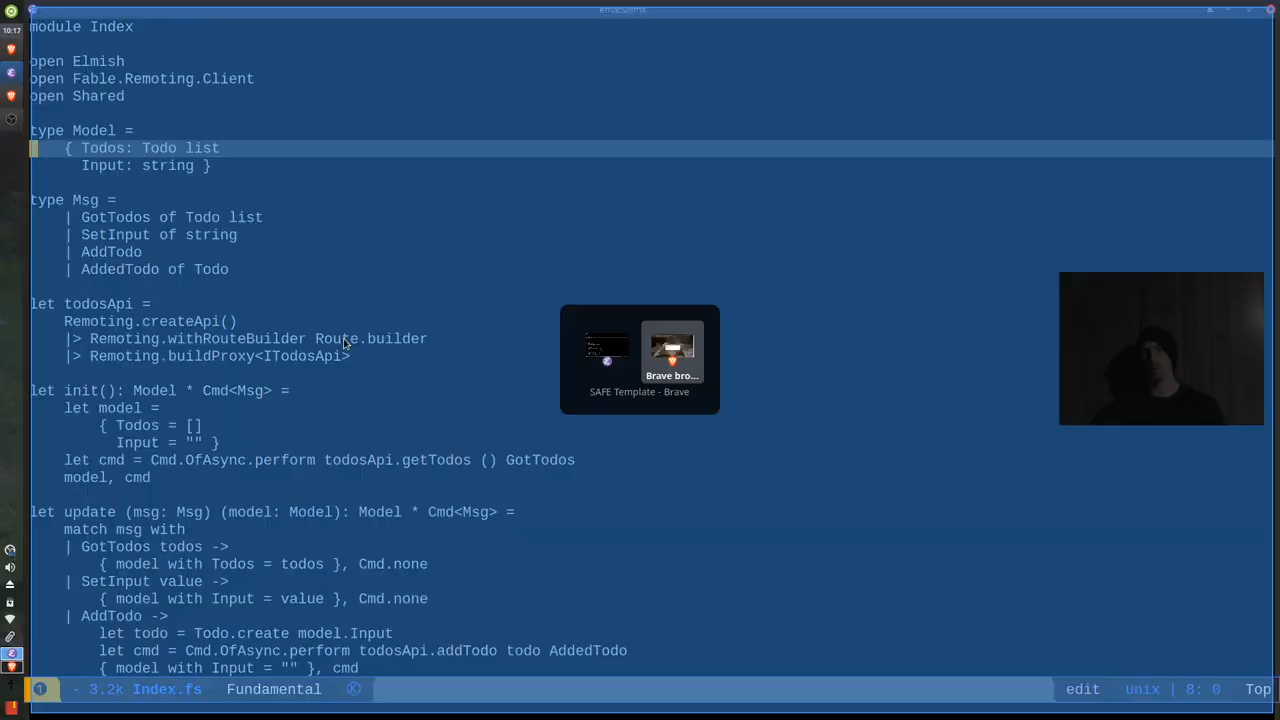 emacs@mx
10:17
module Index
open Elmish
open Fable.Remoting.Client
open Shared
type Model =
{ Todos: Todo list
Input: string }
type Msg =
| GotTodos of Todo list
| SetInput of string
| AddTodo
| AddedTodo of Todo
let todosApi =
Remoting.createApi()
|> Remoting.withRouteBuilder Route.builder
|> Remoting.buildProxy<ITodosApi>
let init(): Model * Cmd<Msg> =
let model =
{ Todos = []
Input = "" }
let cmd = Cmd.OfAsync.perform todosApi.getTodos () GotTodos
model, cmd
let update (msg: Msg) (model: Model): Model * Cmd<Msg> =
match msg with
| GotTodos todos ->
{ model with Todos = todos }, Cmd.none
| SetInput value ->
{ model with Input = value }, Cmd.none
| AddTodo ->
let todo = Todo.create model.Input
let cmd = Cmd.OfAsync.perform todosApi.addTodo todo AddedTodo
{ model with Input = "" }, cmd
Brave bro...
SAFE Template - Brave
❶ - 3.2k Index.fs Fundamental Ⓚ edit unix | 8: 0 Top